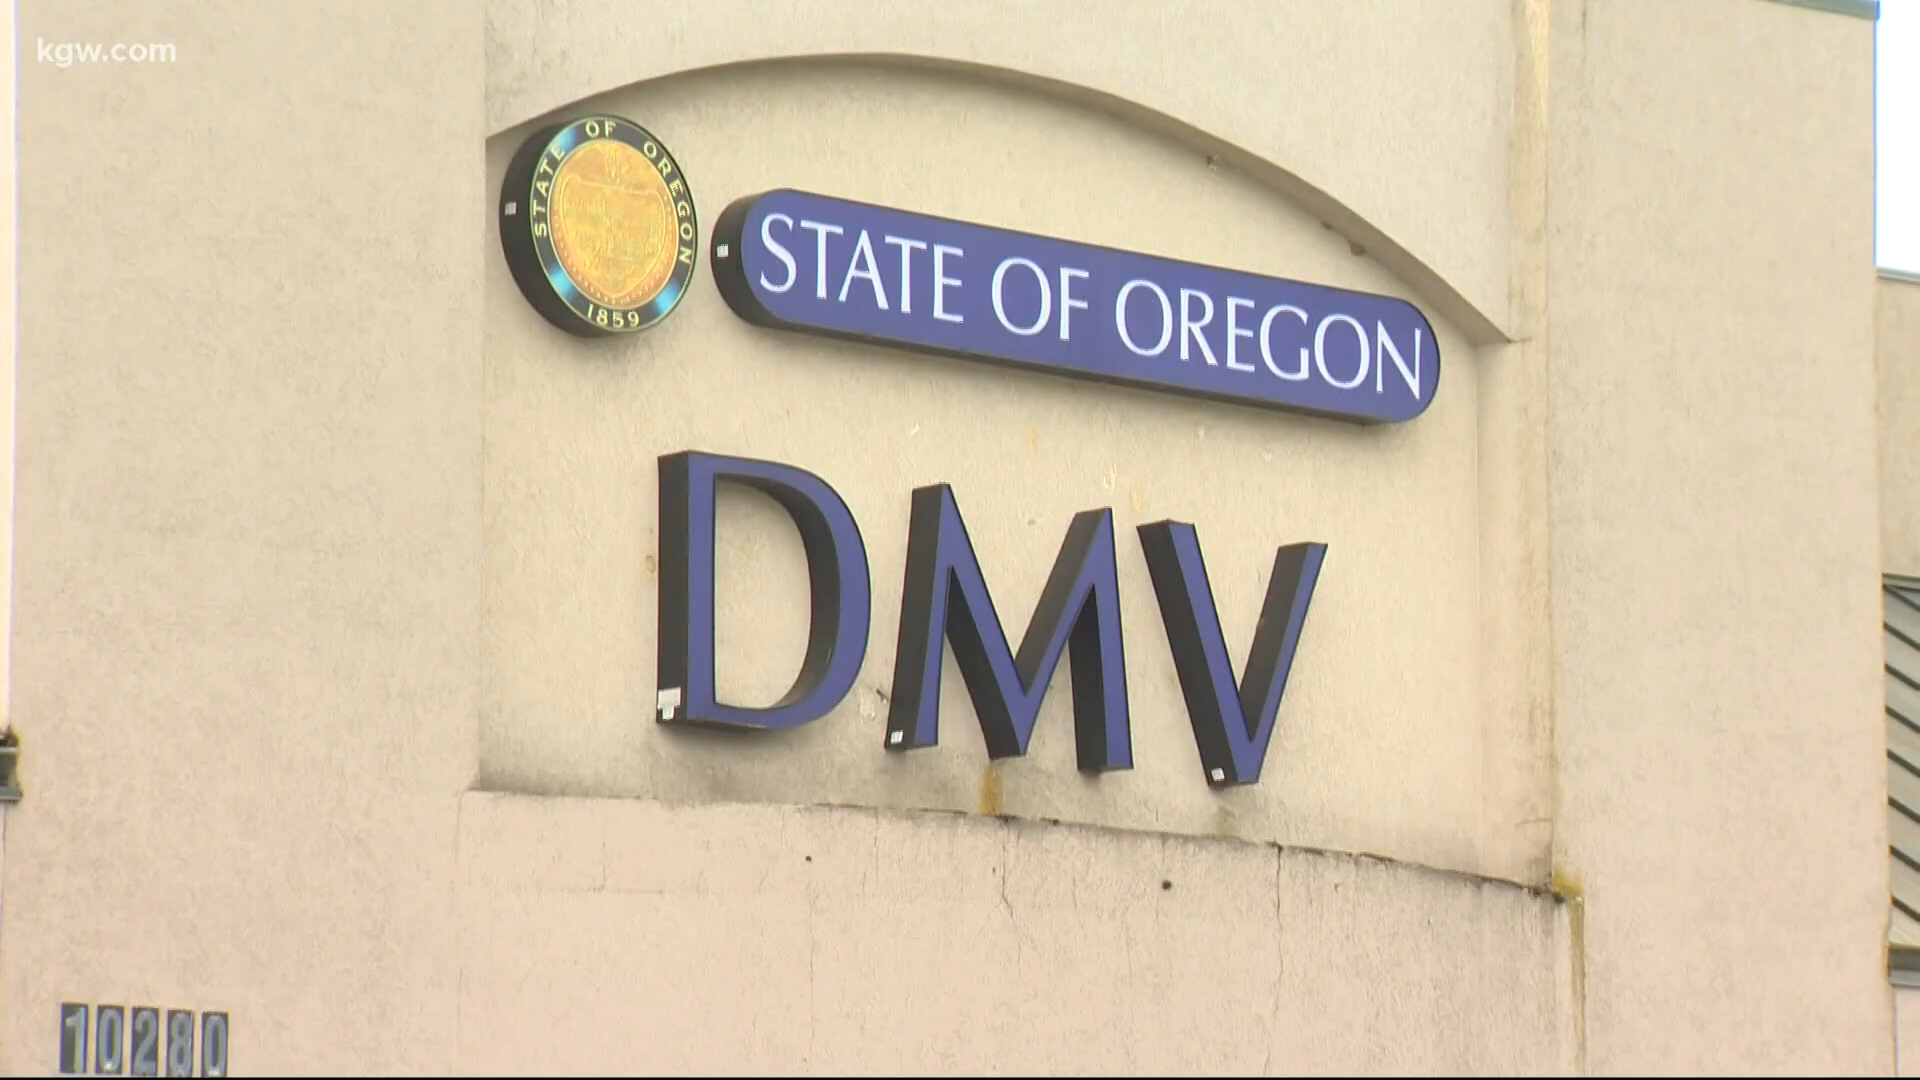 kgw.com
STATE OF OREGON
1859
STATE OF OREGON
DMV
10280